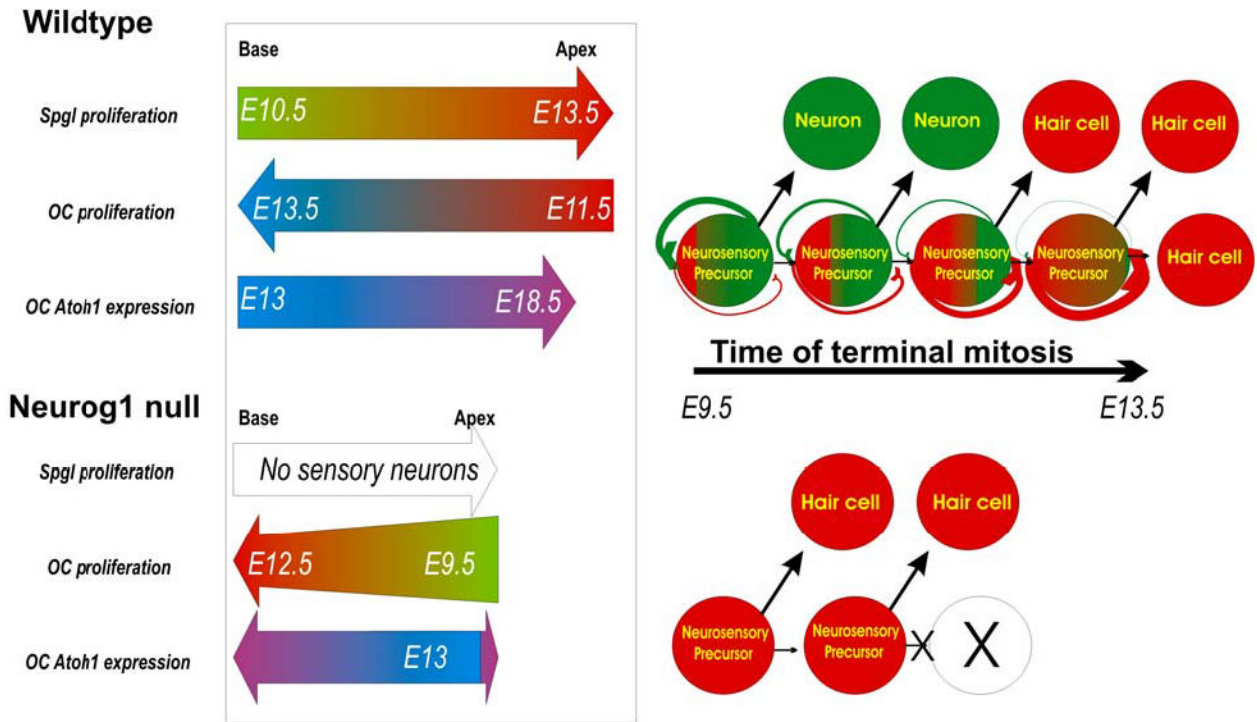 Wildtype
Base Apex
Spgl proliferation E10.5 E13.5
OC proliferation E13.5 E11.5
OC Atoh1 expression E13 E18.5
Neuron Neuron Hair cell Hair cell
Neurosensory Neurosensory Neurosensory Neurosensory Hair cell
Precursor Precursor Precursor Precursor
Time of terminal mitosis
E9.5 E13.5
Neurog1 null
Base Apex
Spgl proliferation No sensory neurons
OC proliferation E12.5 E9.5
OC Atoh1 expression E13
Hair cell Hair cell
Neurosensory Neurosensory X X
Precursor Precursor